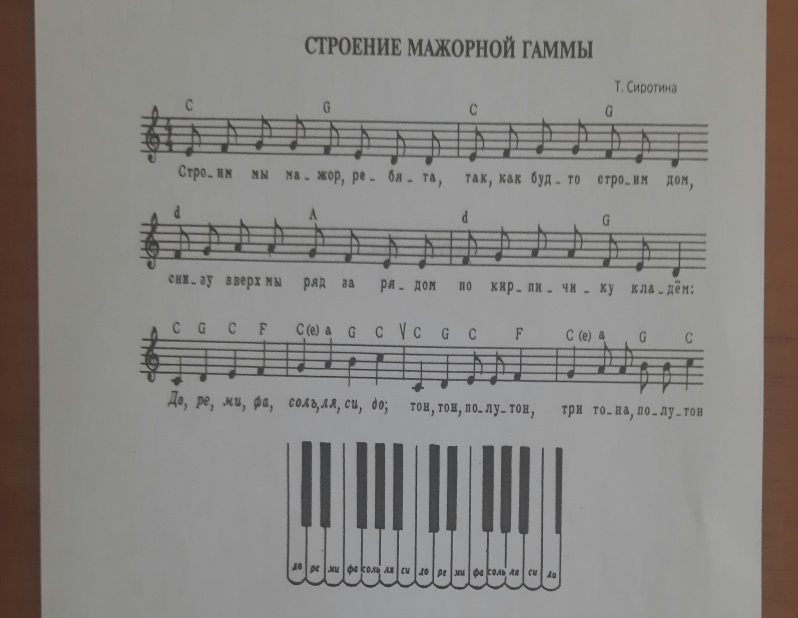 СТРОЕНИЕ МАЖОРНОЙ ГАММЫ
Т. Сиротина
C G C G
4 4
Стро-им мы ма-жор, ре-бя-та, так, как буд-то стро-им дом,
d A d G
сни-зу вверх мы ряд за ря-дом по кир-пи-чи-ку кла-дём:
C G C F C (e) a G C V C G C F C (e) a G C
До, ре, ми, фа, соль, ля, си, до; тон, тон, по-лу-тон, три то-на, по-лу-тон
до ре ми фа соль ля си до ре ми фа соль ля си до